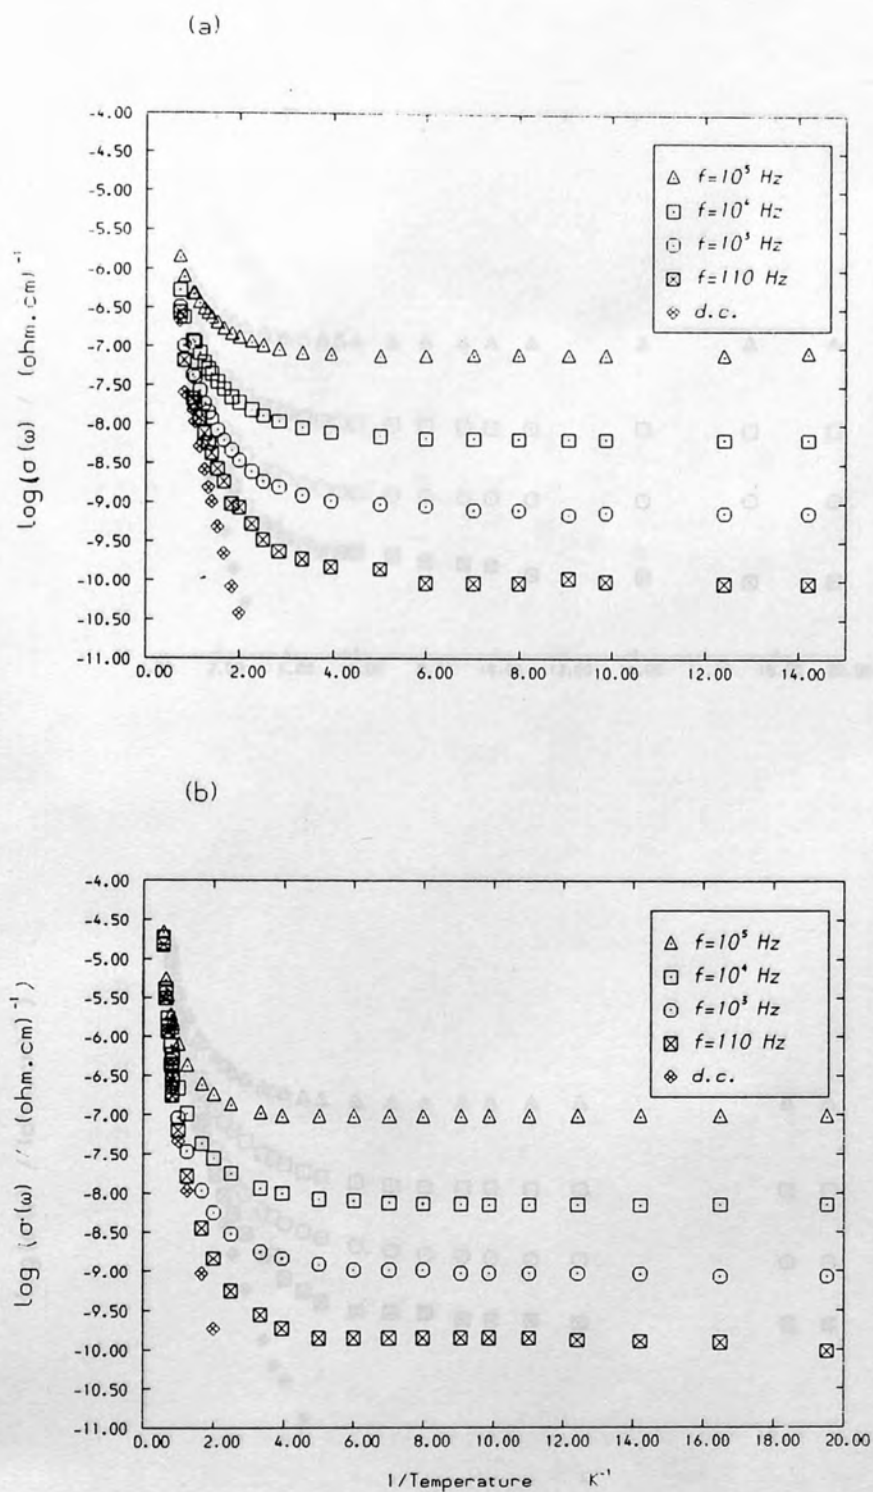 (a)
-4.00
-4.50
-5.00
-5.50
-6.00
-6.50
-7.00
-7.50
-8.00
-8.50
-9.00
-9.50
-10.00
-10.50
-11.00
log(σ(ω) / (ohm.cm)⁻¹
f=10⁵ Hz
f=10⁴ Hz
f=10³ Hz
f=110 Hz
d.c.
0.00 2.00 4.00 6.00 8.00 10.00 12.00 14.00
(b)
-4.00
-4.50
-5.00
-5.50
-6.00
-6.50
-7.00
-7.50
-8.00
-8.50
-9.00
-9.50
-10.00
-10.50
-11.00
log (σ(ω) / (ohm.cm)⁻¹)
f=10⁵ Hz
f=10⁴ Hz
f=10³ Hz
f=110 Hz
d.c.
0.00 2.00 4.00 6.00 8.00 10.00 12.00 14.00 16.00 18.00 20.00
1/Temperature K⁻¹